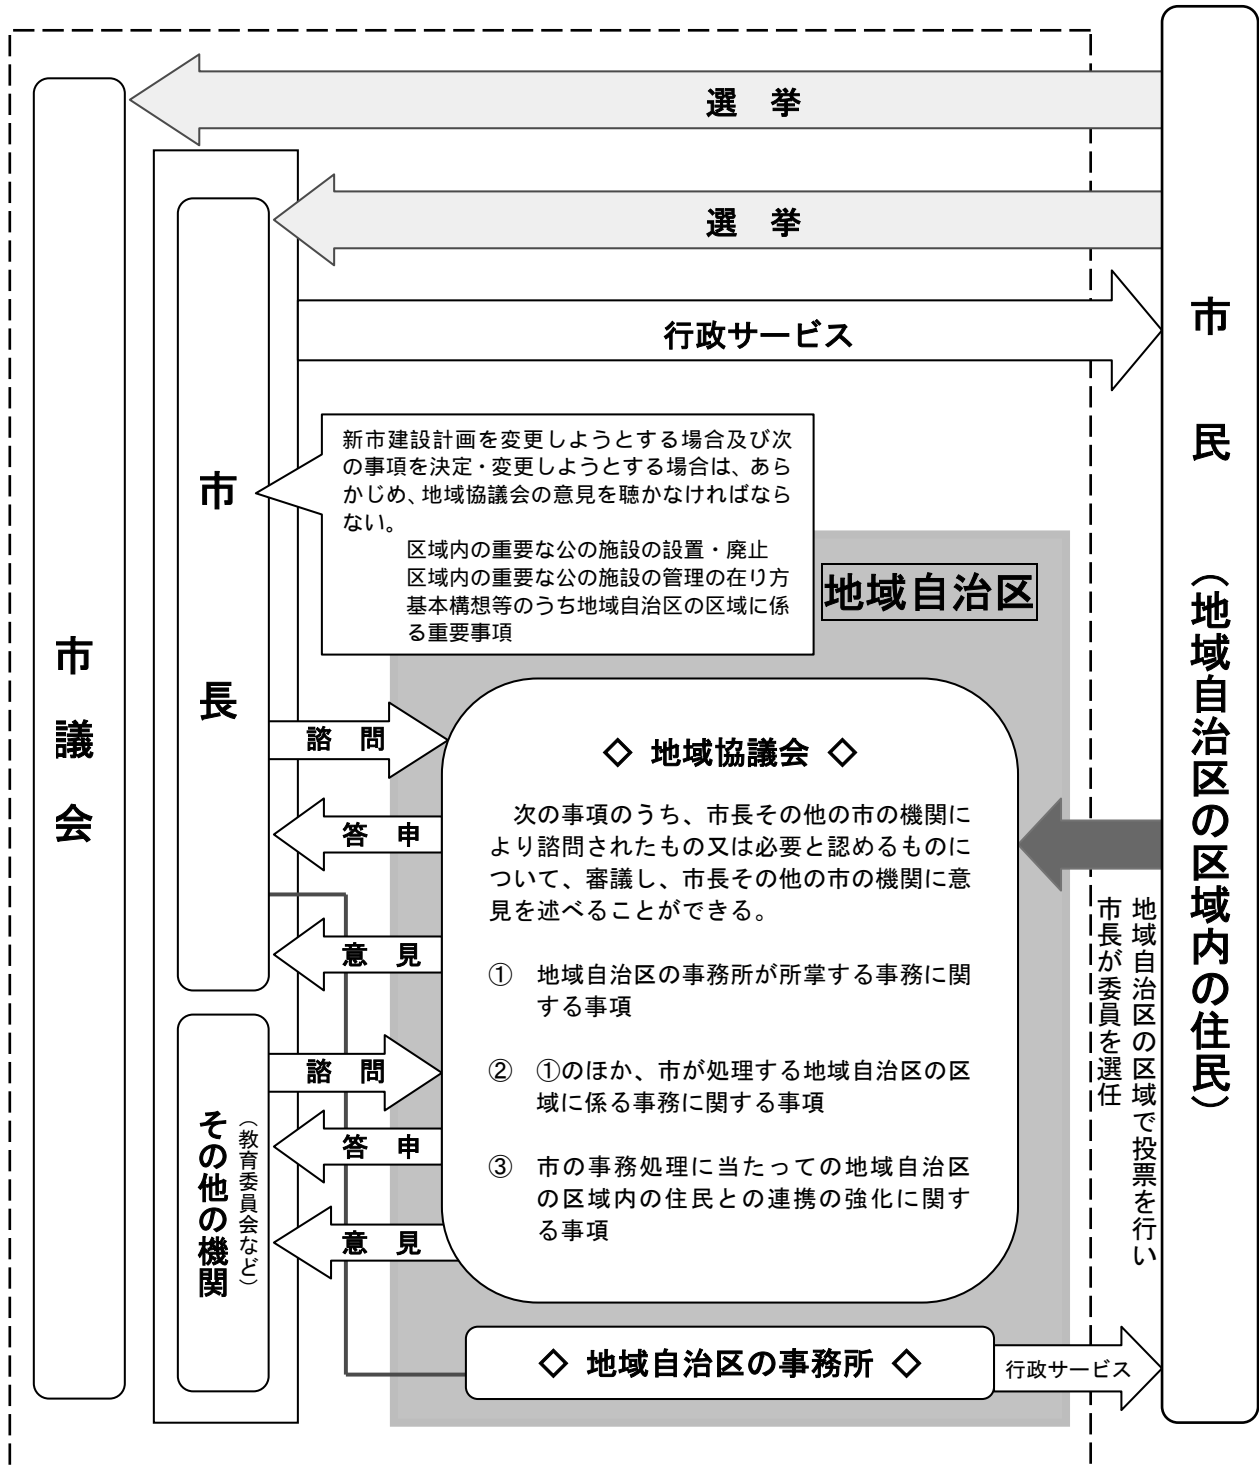 選　挙
選　挙
行政サービス
新市建設計画を変更しようとする場合及び次
の事項を決定・変更しようとする場合は、あら
かじめ、地域協議会の意見を聴かなければなら
ない。
区域内の重要な公の施設の設置・廃止
区域内の重要な公の施設の管理の在り方
基本構想等のうち地域自治区の区域に係
る重要事項
市議会
市長
その他の機関
（教育委員会など）
地域自治区
諮　問
答　申
意　見
諮　問
答　申
意　見
◇ 地域協議会 ◇
次の事項のうち、市長その他の市の機関に
より諮問されたもの又は必要と認めるものに
ついて、審議し、市長その他の市の機関に意
見を述べることができる。
①　地域自治区の事務所が所掌する事務に関
する事項
②　①のほか、市が処理する地域自治区の区
域に係る事務に関する事項
③　市の事務処理に当たっての地域自治区
の区域内の住民との連携の強化に関す
る事項
◇ 地域自治区の事務所 ◇
行政サービス
地域自治区の区域で投票を行い
市長が委員を選任
市　民　（地域自治区の区域内の住民）